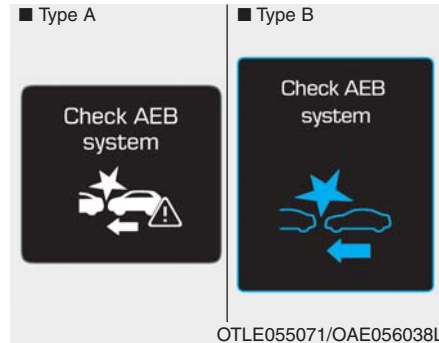 ■ Type A
■ Type B
Check AEB
system
Check AEB
system
OTLE055071/OAE056038L